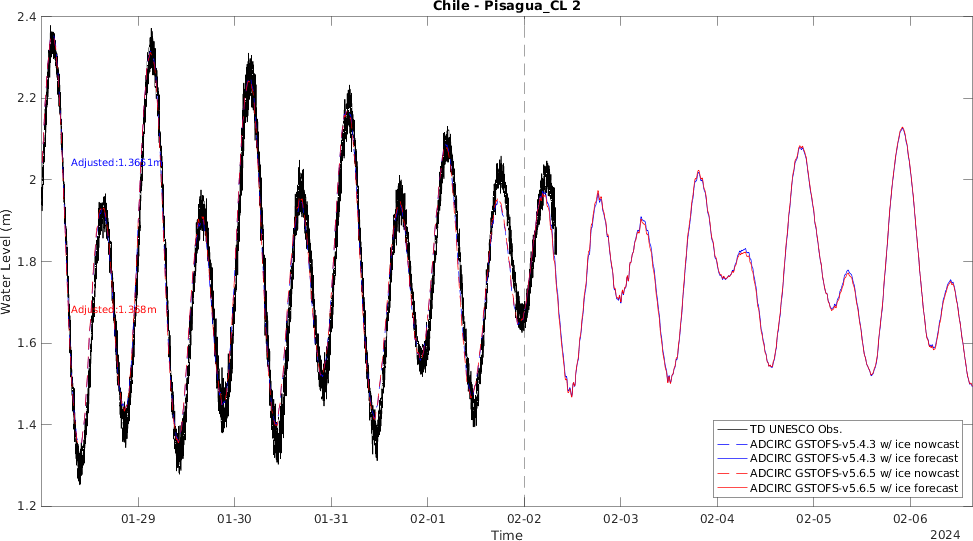 Chile - Pisagua_CL 2
2.4
2.2
2
1.8
1.6
1.4
1.2
Water Level (m)
Adjusted:1.3651m
Adjusted:1.368m
TD UNESCO Obs.
ADCIRC GSTOFS-v5.4.3 w/ ice nowcast
ADCIRC GSTOFS-v5.4.3 w/ ice forecast
ADCIRC GSTOFS-v5.6.5 w/ ice nowcast
ADCIRC GSTOFS-v5.6.5 w/ ice forecast
01-29 01-30 01-31 02-01 02-02 02-03 02-04 02-05 02-06
Time
2024